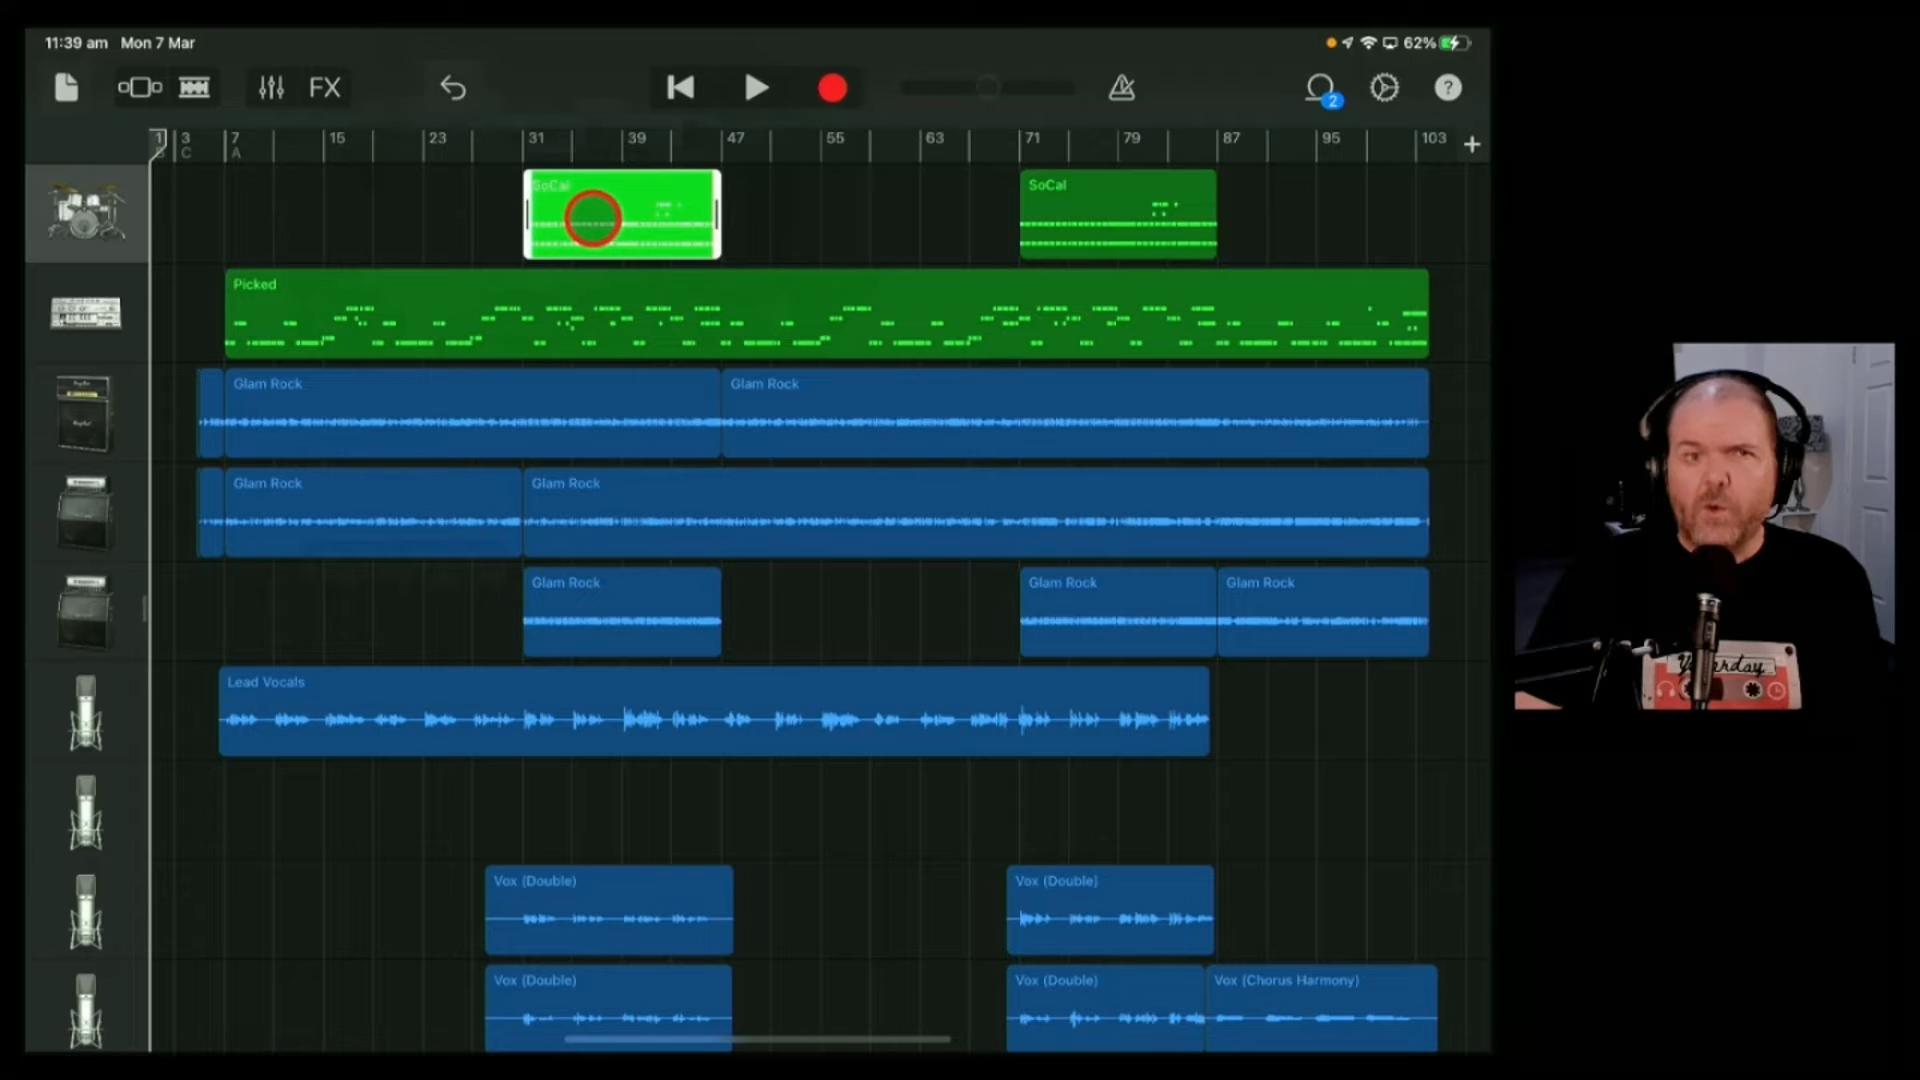 11:39 am Mon 7 Mar
62%
FX
2
?
1 3 7 15 23 31 39 47 55 63 71 79 87 95 103 +
C A
SoCal SoCal
Picked
Glam Rock Glam Rock
Glam Rock Glam Rock
Glam Rock Glam Rock Glam Rock
Lead Vocals
Vox (Double) Vox (Double)
Vox (Double) Vox (Double) Vox (Chorus Harmony)